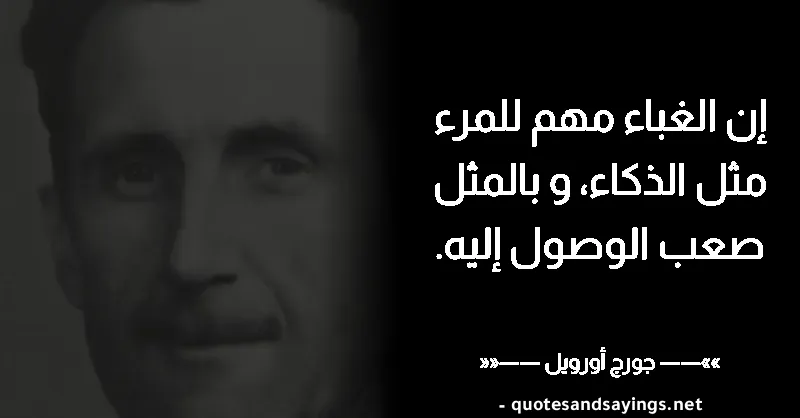 إن الغباء مهم للمرء
مثل الذكاء، و بالمثل
صعب الوصول إليه.
»—— جورج أورويل ——««
- quotesandsayings.net